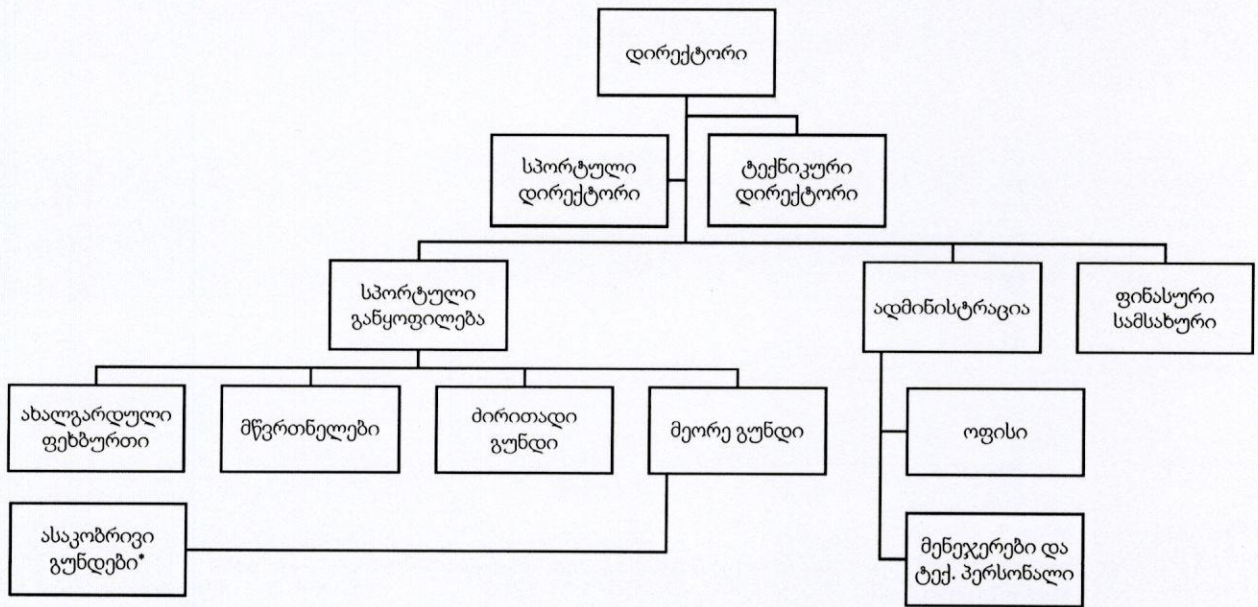 დირექტორი
სპორტული
დირექტორი
ტექნიკური
დირექტორი
სპორტული
განყოფილება
ადმინისტრაცია
ფინასური
სამსახური
ახალგარდული
ფეხბურთი
მწვრთნელები
ძირითადი
გუნდი
მეორე გუნდი
ოფისი
ასაკობრივი
გუნდები*
მენეჯერები და
ტექ. პერსონალი